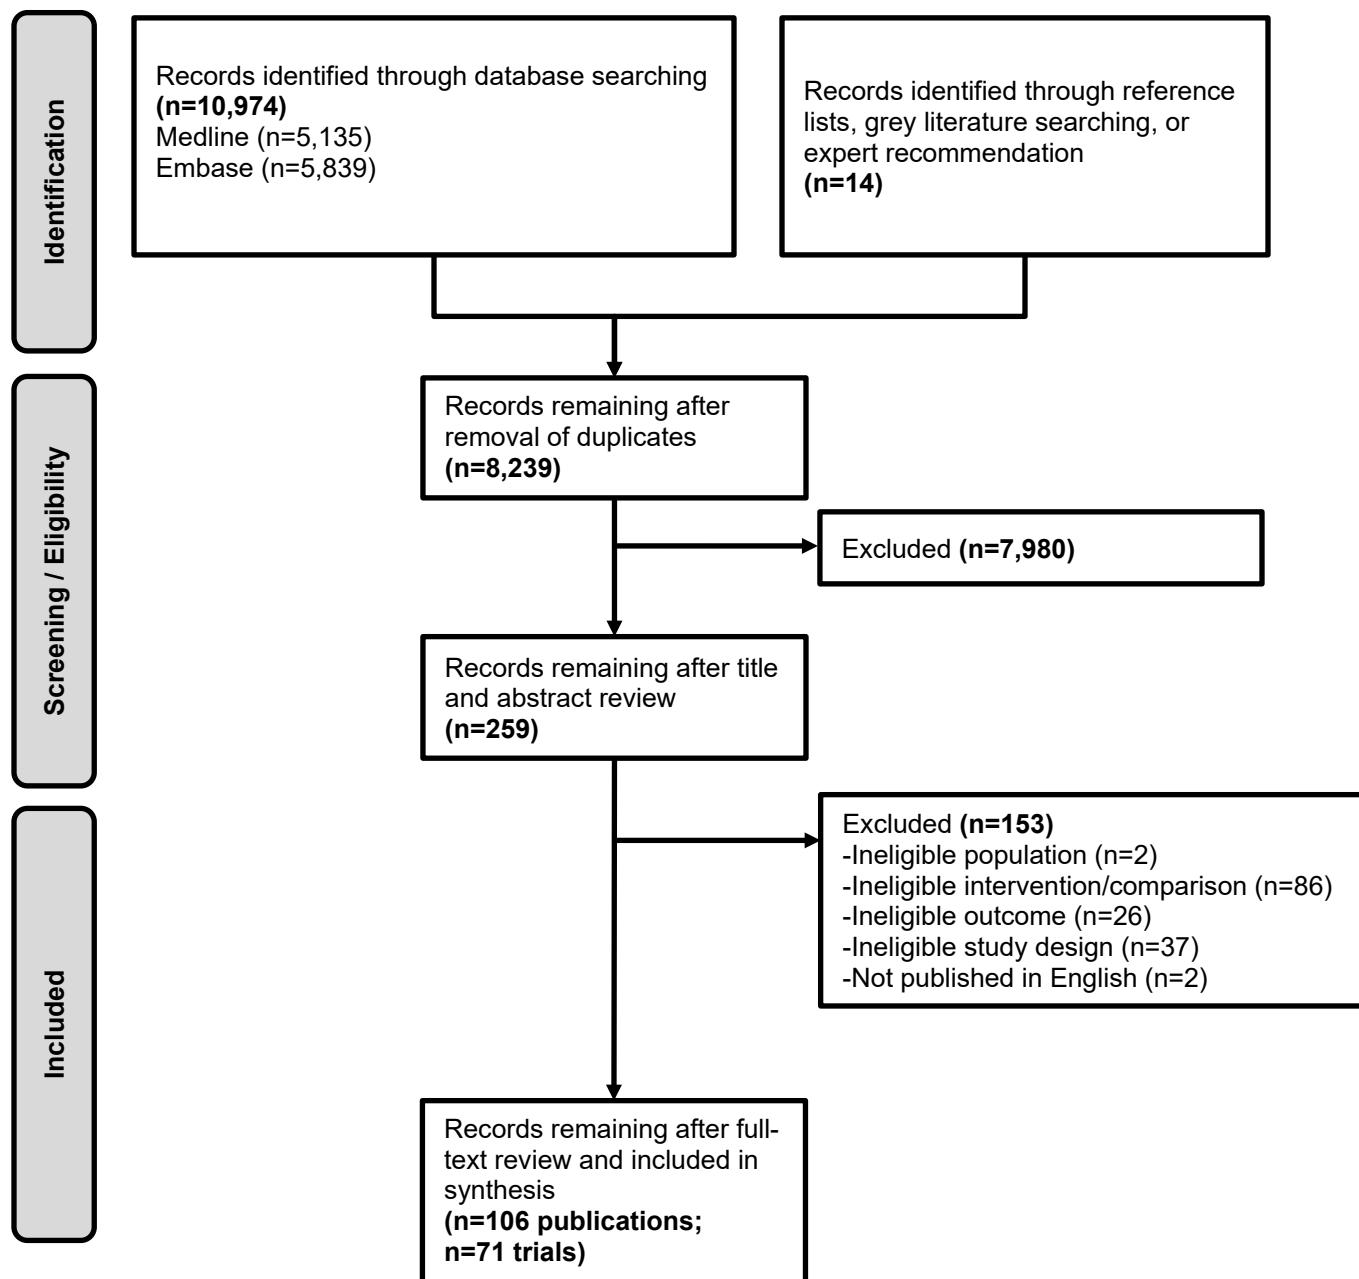 Identification
Records identified through database searching
(n=10,974)
Medline (n=5,135)
Embase (n=5,839)
Records identified through reference
lists, grey literature searching, or
expert recommendation
(n=14)
Screening / Eligibility
Records remaining after
removal of duplicates
(n=8,239)
Excluded (n=7,980)
Records remaining after title
and abstract review
(n=259)
Included
Excluded (n=153)
-Ineligible population (n=2)
-Ineligible intervention/comparison (n=86)
-Ineligible outcome (n=26)
-Ineligible study design (n=37)
-Not published in English (n=2)
Records remaining after full-
text review and included in
synthesis
(n=106 publications;
n=71 trials)